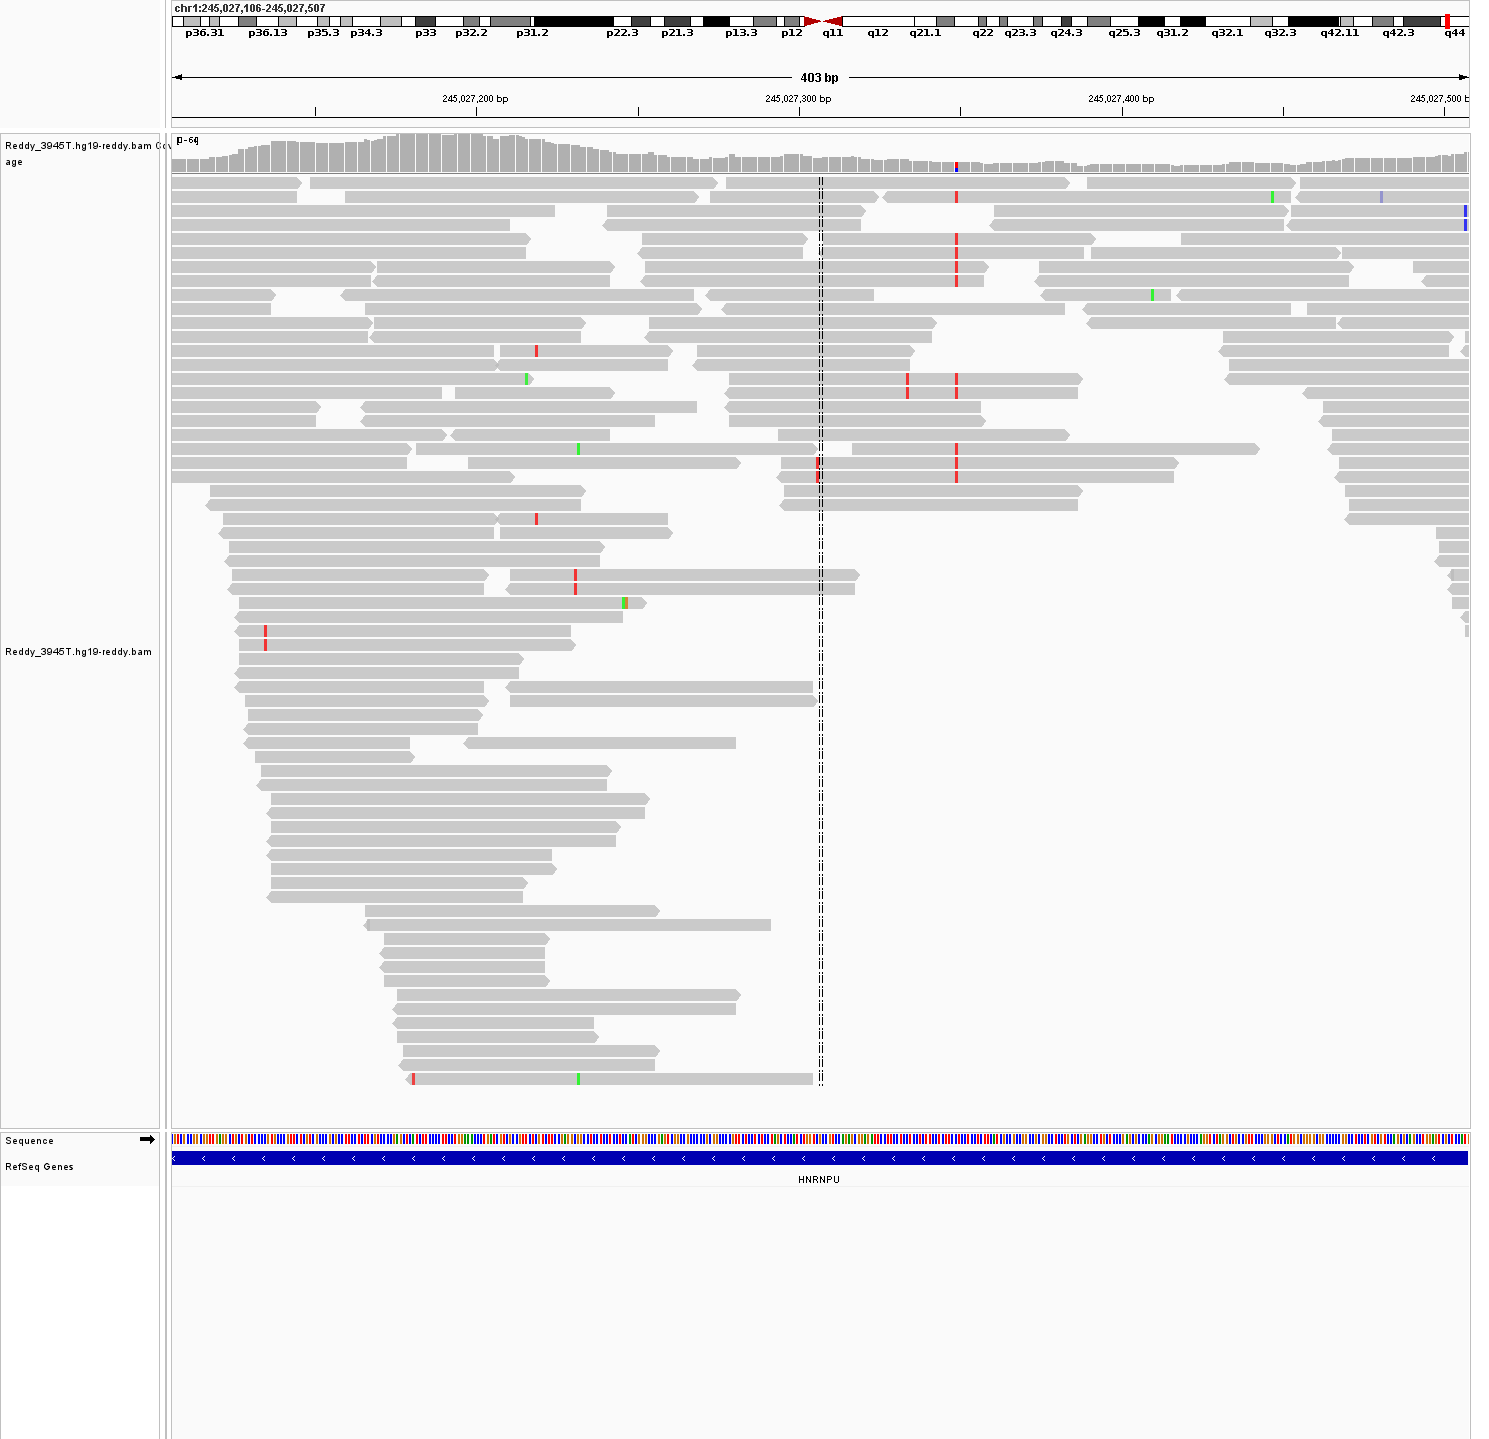 chr1:245,027,106-245,027,507
p36.31 p36.13 p35.3 p34.3 p33 p32.2 p31.2 p22.3 p21.3 p13.3 p12 q11 q12 q21.1 q22 q23.3 q24.3 q25.3 q31.2 q32.1 q32.3 q42.11 q42.3 q44
403 bp
245,027,200 bp 245,027,300 bp 245,027,400 bp 245,027,500 b
[0-64]
Reddy_3945T.hg19-reddy.bam Cov
age
Reddy_3945T.hg19-reddy.bam
Sequence
RefSeq Genes
HNRNPU